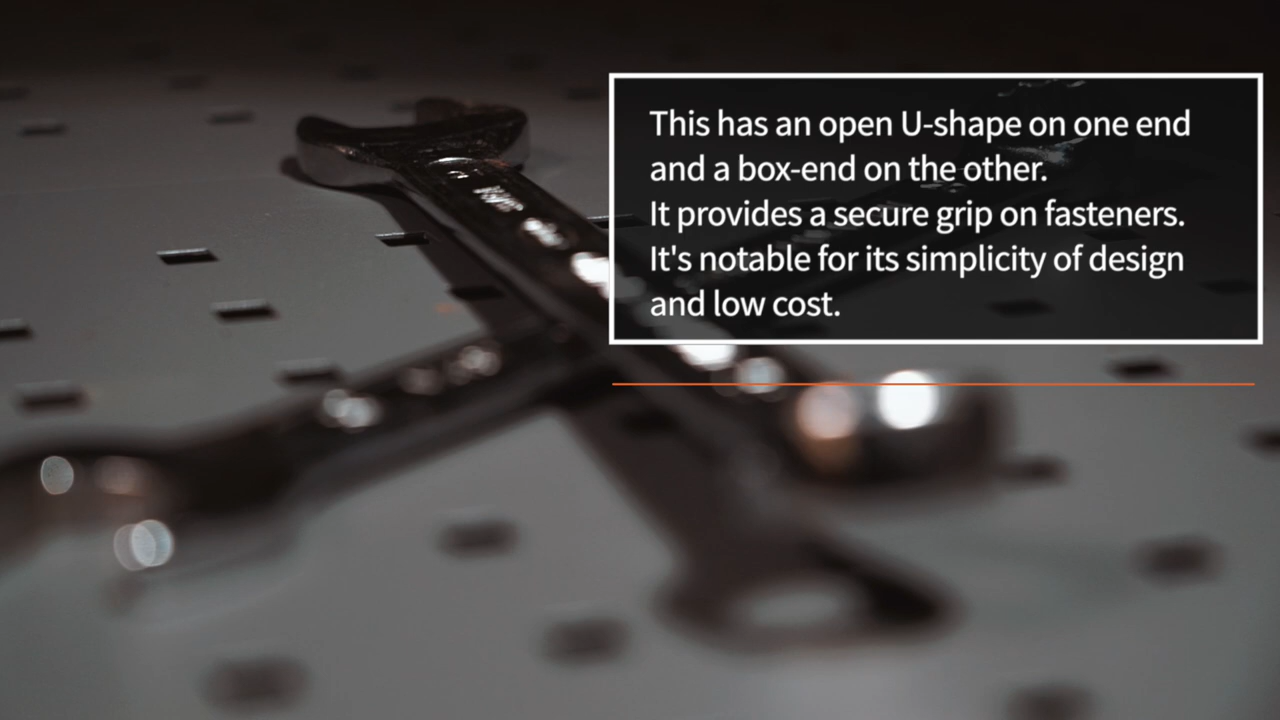 This has an open U-shape on one end
and a box-end on the other.
It provides a secure grip on fasteners.
It's notable for its simplicity of design
and low cost.